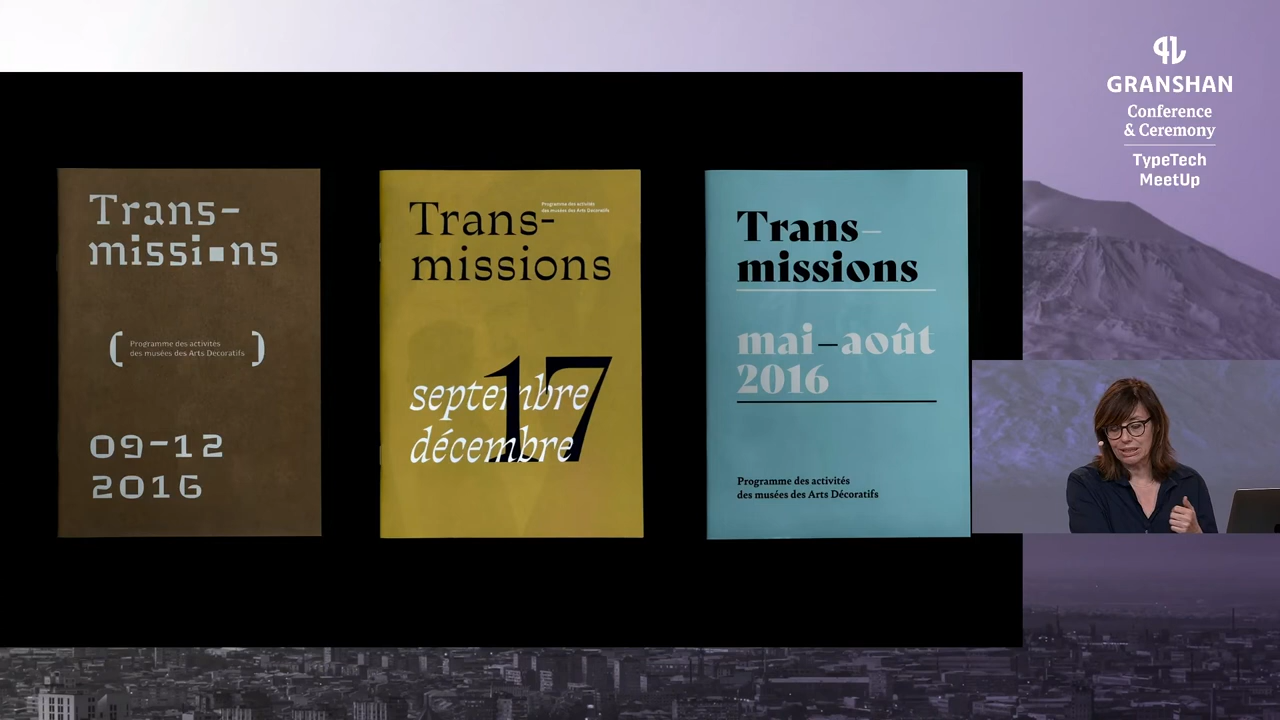 Trans-
missions
( Programme des activités
des musées des Arts Décoratifs )
09-12
2016
Programme des activités
des musées des Arts Décoratifs
Trans-
missions
septembre
17
décembre
Trans–
missions
mai–août
2016
Programme des activités
des musées des Arts Décoratifs
GRANSHAN
Conference
& Ceremony
TypeTech
MeetUp